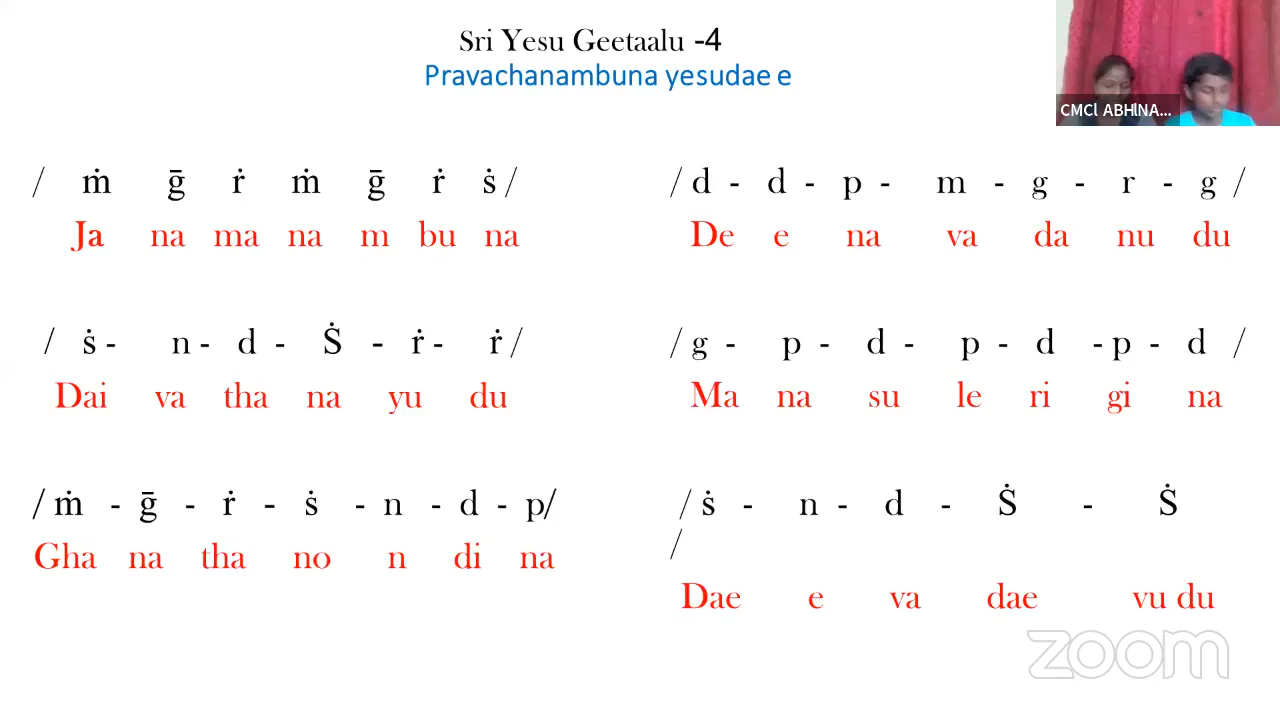 Sri Yesu Geetaalu -4
Pravachanambuna yesudae e
CMCl ABHlNA...
/ ṁ ḡ ṙ ṁ ḡ ṙ ṡ /
Ja na ma na m bu na
/ ṡ - n - d - Ṡ - ṙ - ṙ /
Dai va tha na yu du
/ ṁ - ḡ - ṙ - ṡ - n - d - p/
Gha na tha no n di na
/ d - d - p - m - g - r - g /
De e na va da nu du
/ g - p - d - p - d - p - d /
Ma na su le ri gi na
/ ṡ - n - d - Ṡ - Ṡ
/
Dae e va dae vu du
zoom